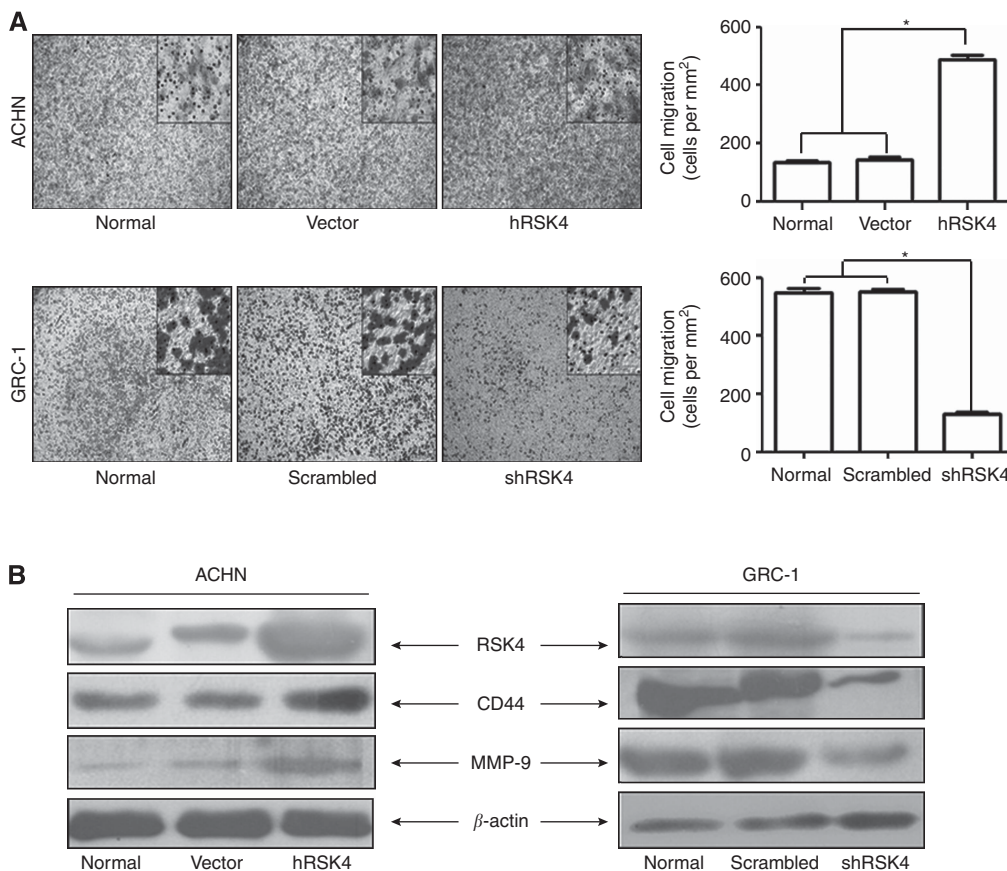 A
ACHN
Normal
Vector
hRSK4
Cell migration
(cells per mm²)
600
400
200
0
*
Normal
Vector
hRSK4
GRC-1
Normal
Scrambled
shRSK4
Cell migration
(cells per mm²)
600
400
200
0
*
Normal
Scrambled
shRSK4
B
ACHN
GRC-1
RSK4
CD44
MMP-9
β-actin
Normal
Vector
hRSK4
Normal
Scrambled
shRSK4